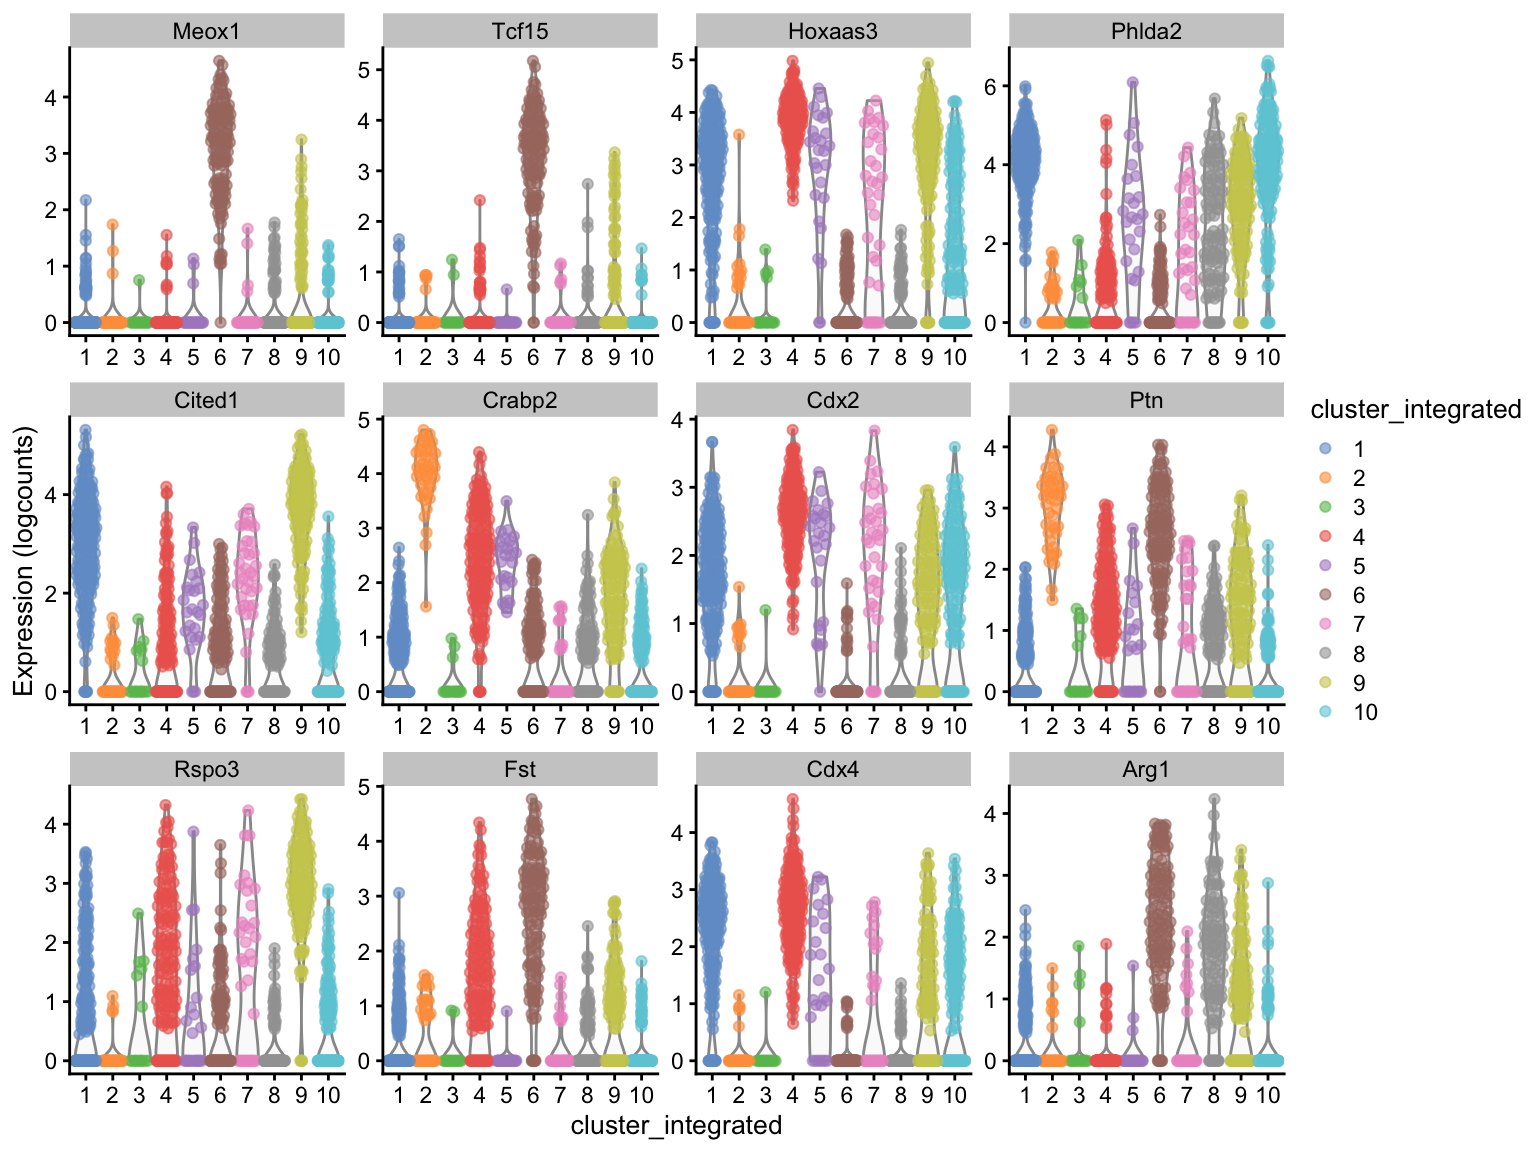 Meox1 Tcf15 Hoxaas3 Phlda2
4 3 2 1 0
5 4 3 2 1 0
5 4 3 2 1 0
6 4 2 0
1 2 3 4 5 6 7 8 9 10
1 2 3 4 5 6 7 8 9 10
1 2 3 4 5 6 7 8 9 10
1 2 3 4 5 6 7 8 9 10
Cited1 Crabp2 Cdx2 Ptn
4 2 0
5 4 3 2 1 0
4 3 2 1 0
4 3 2 1 0
1 2 3 4 5 6 7 8 9 10
1 2 3 4 5 6 7 8 9 10
1 2 3 4 5 6 7 8 9 10
1 2 3 4 5 6 7 8 9 10
Rspo3 Fst Cdx4 Arg1
4 3 2 1 0
5 4 3 2 1 0
4 3 2 1 0
4 3 2 1 0
1 2 3 4 5 6 7 8 9 10
1 2 3 4 5 6 7 8 9 10
1 2 3 4 5 6 7 8 9 10
1 2 3 4 5 6 7 8 9 10
Expression (logcounts)
cluster_integrated
cluster_integrated
1
2
3
4
5
6
7
8
9
10